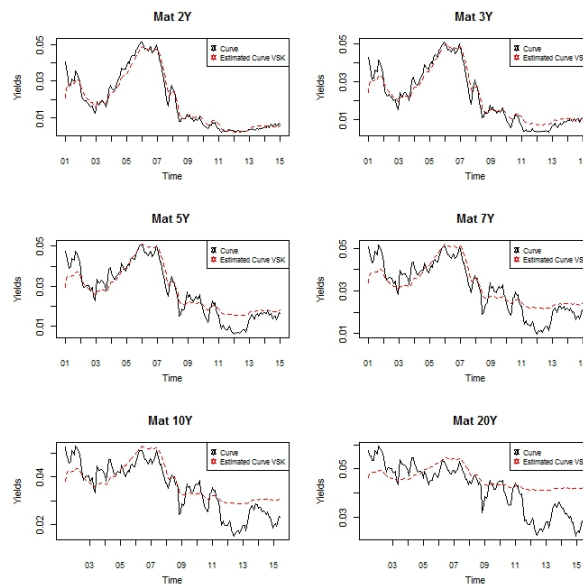 Mat 2Y
Mat 3Y
Yields
0.01 0.03 0.05
Curve
Estimated Curve VSK
01 03 05 07 09 11 13 15
Time
Yields
0.01 0.03 0.05
Curve
Estimated Curve VSK
01 03 05 07 09 11 13 15
Time
Mat 5Y
Mat 7Y
Yields
0.01 0.03 0.05
Curve
Estimated Curve VSK
01 03 05 07 09 11 13 15
Time
Yields
0.01 0.03 0.05
Curve
Estimated Curve VSK
01 03 05 07 09 11 13 15
Time
Mat 10Y
Mat 20Y
Yields
0.02 0.04
Curve
Estimated Curve VSK
03 05 07 09 11 13 15
Time
Yields
0.03 0.05
Curve
Estimated Curve VSK
03 05 07 09 11 13 15
Time